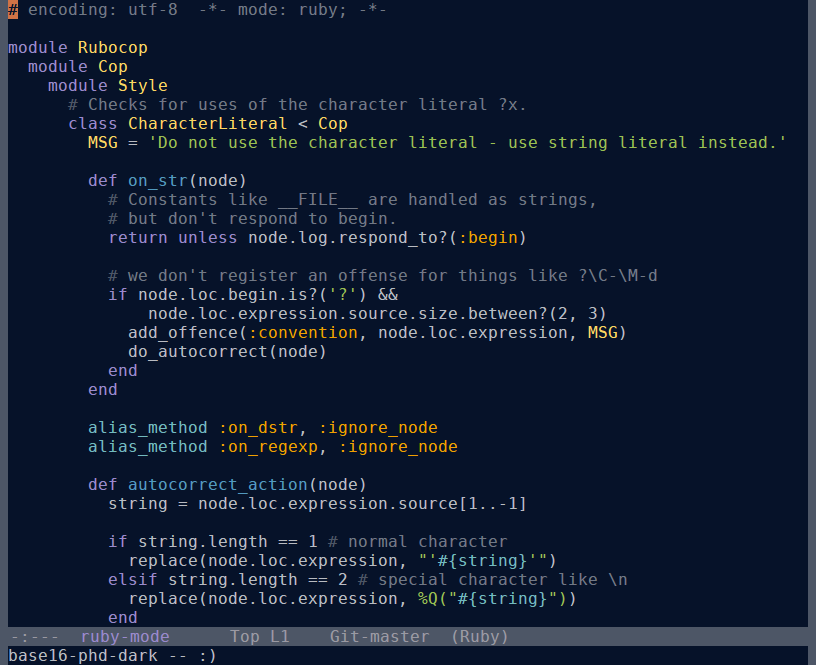 # encoding: utf-8  -*- mode: ruby; -*-

module Rubocop
  module Cop
    module Style
      # Checks for uses of the character literal ?x.
      class CharacterLiteral < Cop
        MSG = 'Do not use the character literal - use string literal instead.'

        def on_str(node)
          # Constants like __FILE__ are handled as strings,
          # but don't respond to begin.
          return unless node.log.respond_to?(:begin)

          # we don't register an offense for things like ?\C-\M-d
          if node.loc.begin.is?('?') &&
              node.loc.expression.source.size.between?(2, 3)
            add_offence(:convention, node.loc.expression, MSG)
            do_autocorrect(node)
          end
        end

        alias_method :on_dstr, :ignore_node
        alias_method :on_regexp, :ignore_node

        def autocorrect_action(node)
          string = node.loc.expression.source[1..-1]

          if string.length == 1 # normal character
            replace(node.loc.expression, "'#{string}'")
          elsif string.length == 2 # special character like \n
            replace(node.loc.expression, %Q("#{string}"))
          end
-:---  ruby-mode      Top L1    Git-master  (Ruby)
base16-phd-dark -- :)